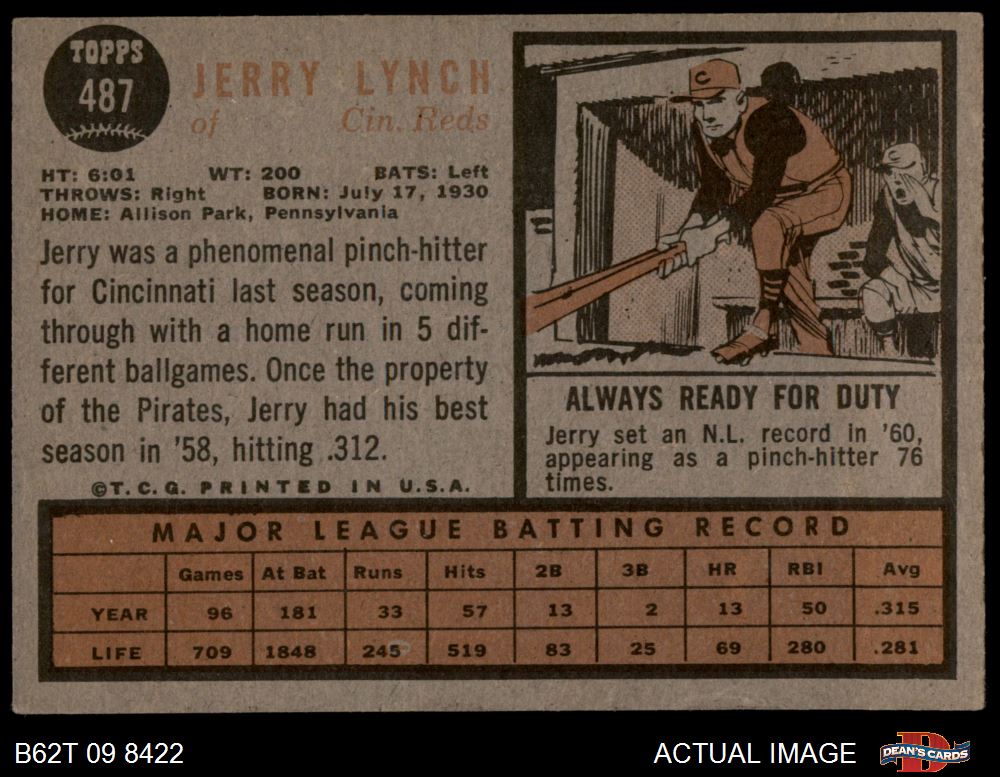 TOPPS
487
JERRY LYNCH
of Cin. Reds
HT: 6:01 WT: 200 BATS: Left
THROWS: Right BORN: July 17, 1930
HOME: Allison Park, Pennsylvania
Jerry was a phenomenal pinch-hitter
for Cincinnati last season, coming
through with a home run in 5 dif-
ferent ballgames. Once the property
of the Pirates, Jerry had his best
season in '58, hitting .312.
©T.C.G. PRINTED IN U.S.A.
C
ALWAYS READY FOR DUTY
Jerry set an N.L. record in '60,
appearing as a pinch-hitter 76
times.
MAJOR LEAGUE BATTING RECORD
Games At Bat Runs Hits 2B 3B HR RBI Avg
YEAR 96 181 33 57 13 2 13 50 .315
LIFE 709 1848 245 519 83 25 69 280 .281
B62T 09 8422
ACTUAL IMAGE
DEAN'S CARDS